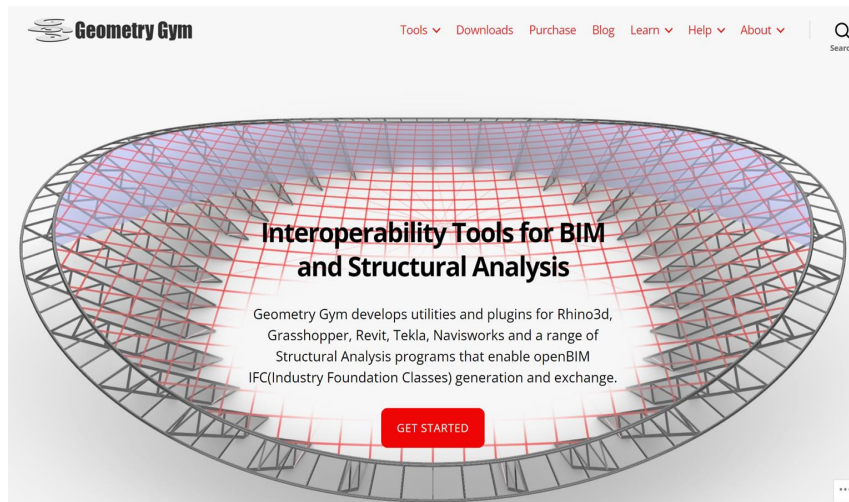 Geometry Gym
Tools Downloads Purchase Blog Learn Help About
Interoperability Tools for BIM
and Structural Analysis
Geometry Gym develops utilities and plugins for Rhino3d,
Grasshopper, Revit, Tekla, Navisworks and a range of
Structural Analysis programs that enable openBIM
IFC(Industry Foundation Classes) generation and exchange.
GET STARTED